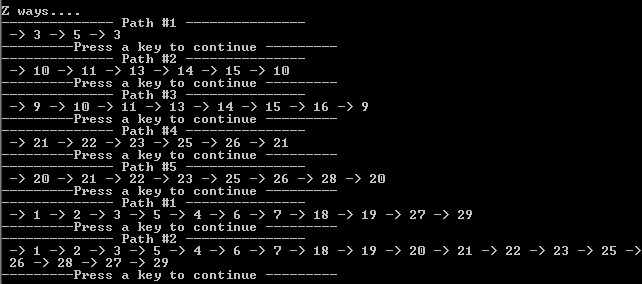 Z ways....
-------------- Path #1 ---------------
-> 3 -> 5 -> 3
---------Press a key to continue ---------
-------------- Path #2 ---------------
-> 10 -> 11 -> 13 -> 14 -> 15 -> 10
---------Press a key to continue ---------
-------------- Path #3 ---------------
-> 9 -> 10 -> 11 -> 13 -> 14 -> 15 -> 16 -> 9
---------Press a key to continue ---------
-------------- Path #4 ---------------
-> 21 -> 22 -> 23 -> 25 -> 26 -> 21
---------Press a key to continue ---------
-------------- Path #5 ---------------
-> 20 -> 21 -> 22 -> 23 -> 25 -> 26 -> 28 -> 20
---------Press a key to continue ---------
-------------- Path #1 ---------------
-> 1 -> 2 -> 3 -> 5 -> 4 -> 6 -> 7 -> 18 -> 19 -> 27 -> 29
---------Press a key to continue ---------
-------------- Path #2 ---------------
-> 1 -> 2 -> 3 -> 5 -> 4 -> 6 -> 7 -> 18 -> 19 -> 20 -> 21 -> 22 -> 23 -> 25 ->
26 -> 28 -> 27 -> 29
---------Press a key to continue ---------